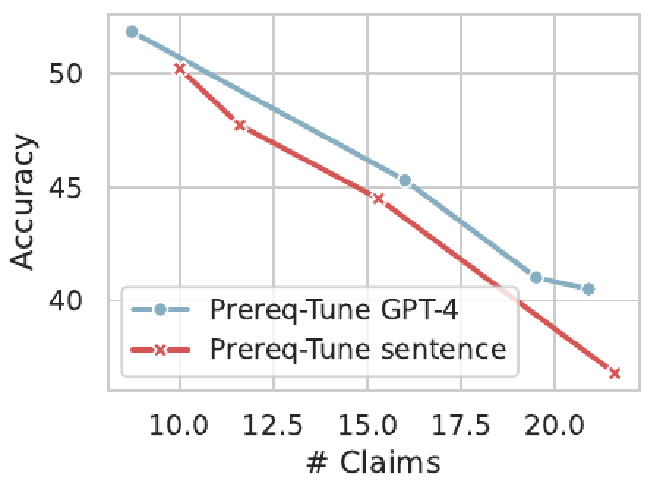 50
45
40
Accuracy
Prereq-Tune GPT-4
Prereq-Tune sentence
10.0 12.5 15.0 17.5 20.0
# Claims